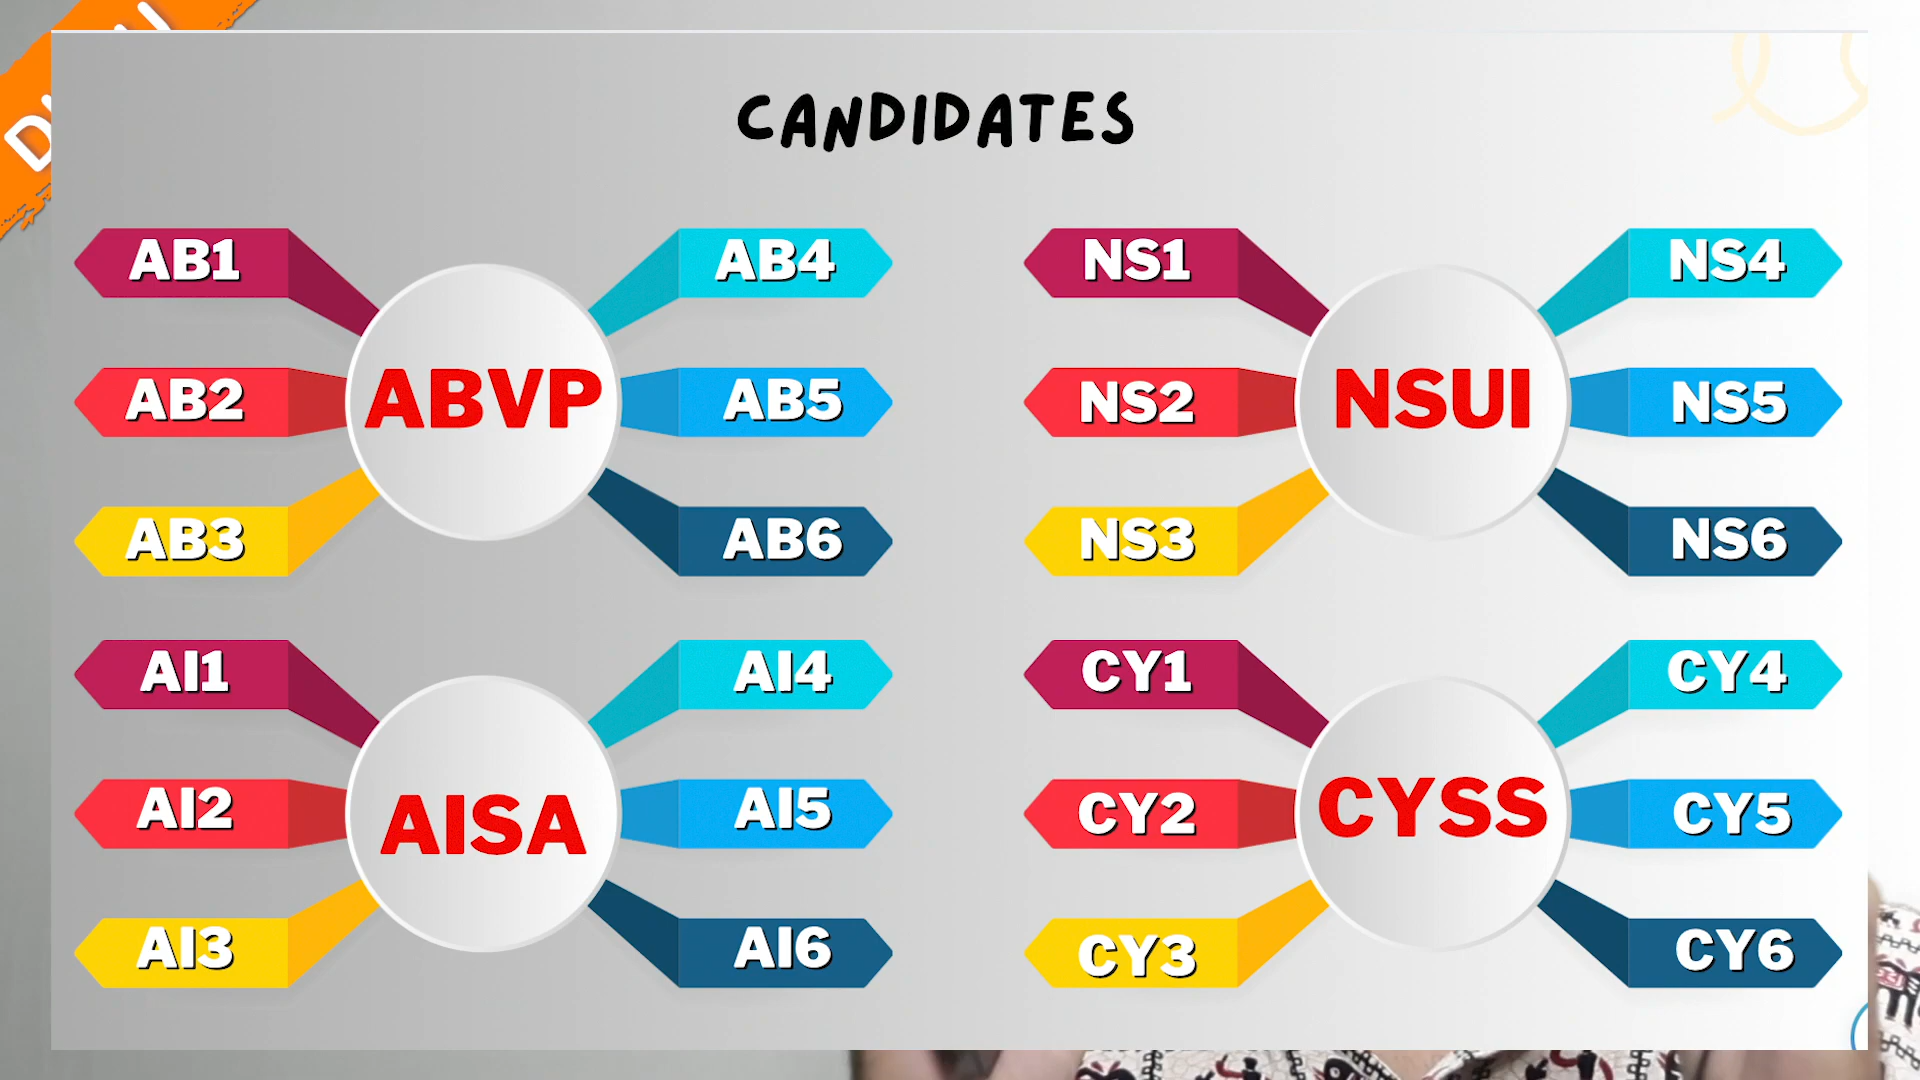 CANDIDATES
AB1
AB2
AB3
ABVP
AB4
AB5
AB6
NS1
NS2
NS3
NSUI
NS4
NS5
NS6
AI1
AI2
AI3
AISA
AI4
AI5
AI6
CY1
CY2
CY3
CYSS
CY4
CY5
CY6